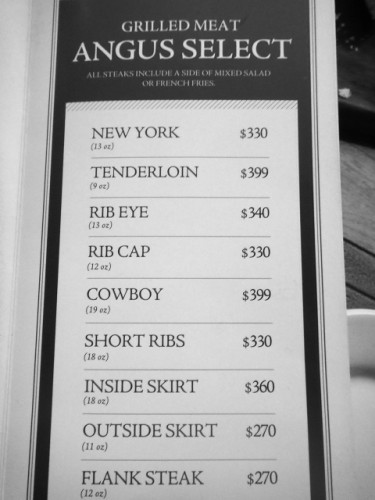 GRILLED MEAT
ANGUS SELECT
ALL STEAKS INCLUDE A SIDE OF MIXED SALAD
OR FRENCH FRIES.
NEW YORK $330
(13 oz)
TENDERLOIN $399
(9 oz)
RIB EYE $340
(13 oz)
RIB CAP $330
(12 oz)
COWBOY $399
(19 oz)
SHORT RIBS $330
(18 oz)
INSIDE SKIRT $360
(18 oz)
OUTSIDE SKIRT $270
(11 oz)
FLANK STEAK $270
(12 oz)